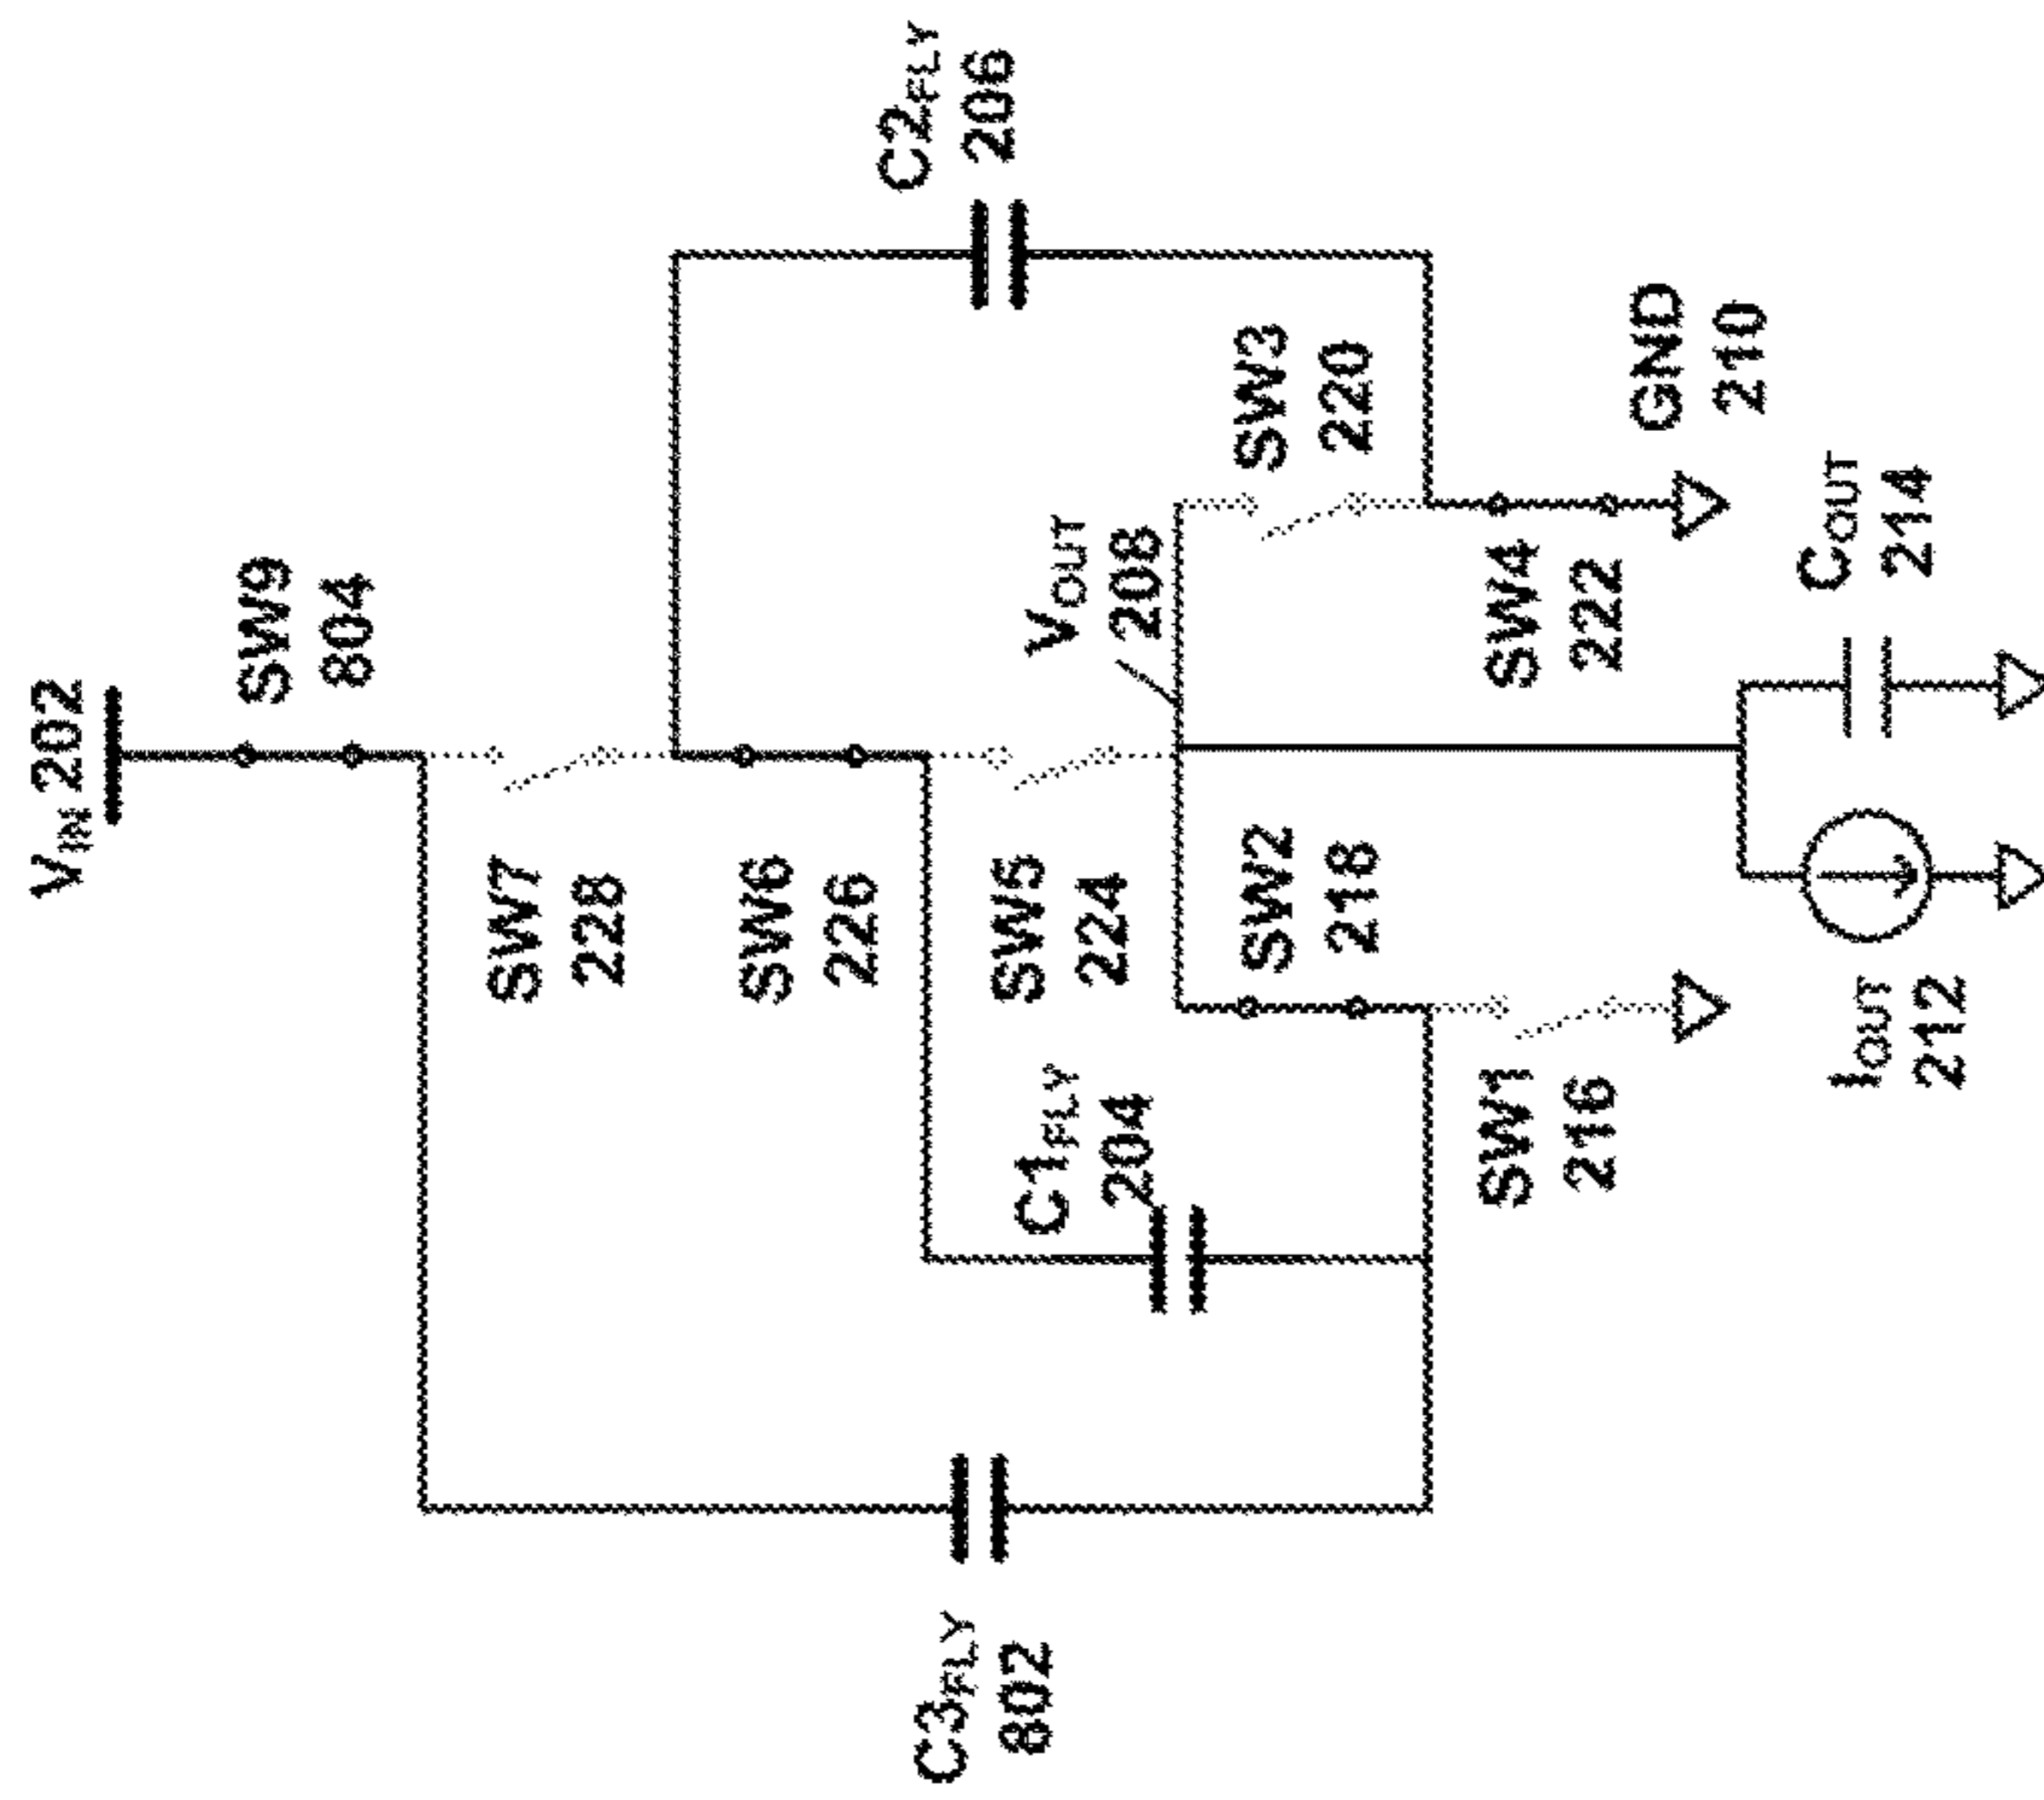 VIN 202
SW9
804
C2FLY
206
SW7
228
SW6
226
VOUT
208
SW5
224
SW3
220
C3FLY
802
C1FLY
204
SW2
218
SW4
222
GND
210
SW1
216
COUT
214
IOUT
212